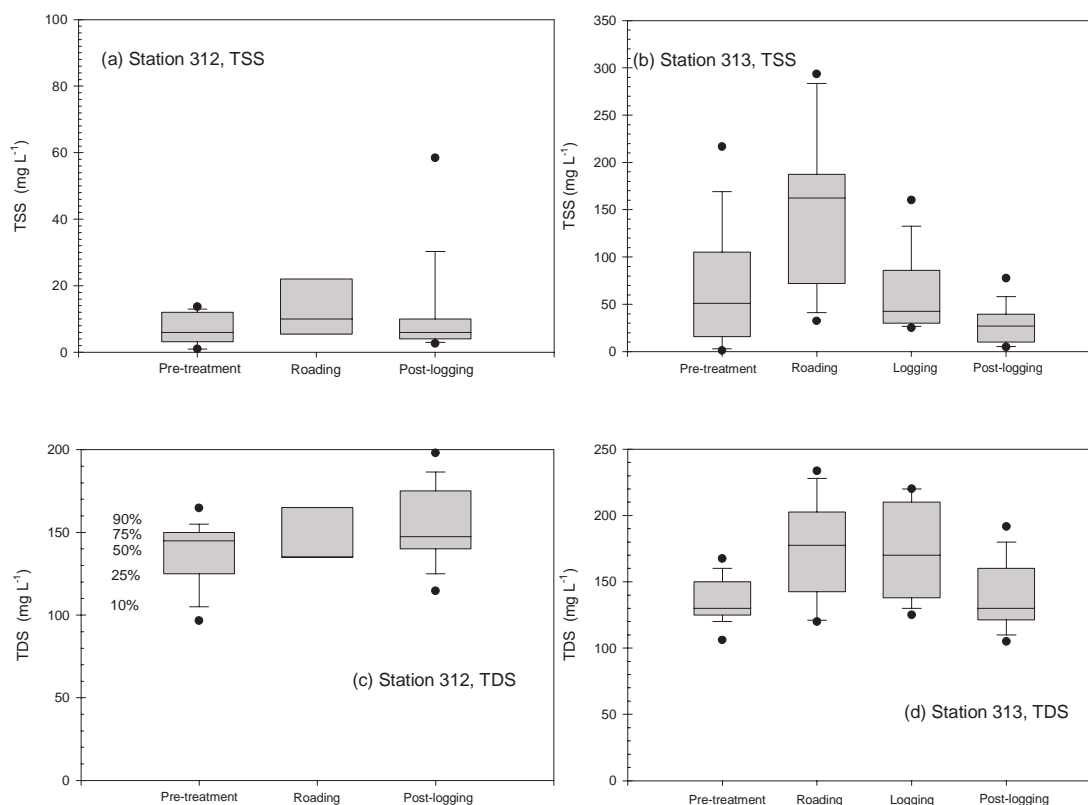 (a) Station 312, TSS
TSS (mg L-1)
100
80
60
40
20
0
Pre-treatment Roading Post-logging
(b) Station 313, TSS
TSS (mg L-1)
350
300
250
200
150
100
50
0
Pre-treatment Roading Logging Post-logging
(c) Station 312, TDS
TDS (mg L-1)
200
150
100
50
0
90%
75%
50%
25%
10%
Pre-treatment Roading Post-logging
(d) Station 313, TDS
TDS (mg L-1)
250
200
150
100
50
0
Pre-treatment Roading Logging Post-logging